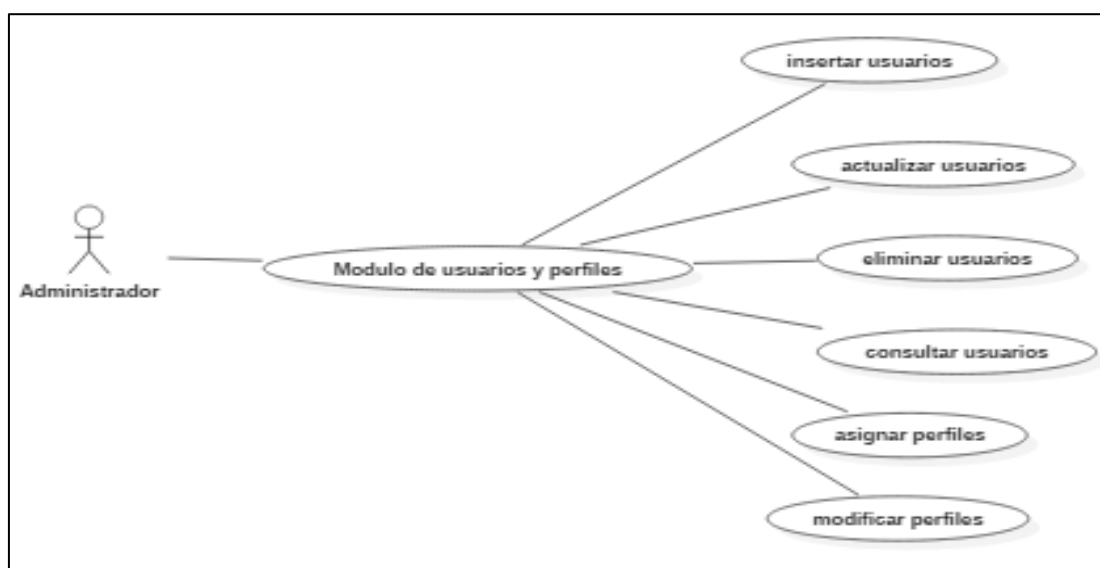 insertar usuarios
actualizar usuarios
eliminar usuarios
Modulo de usuarios y perfiles
Administrador
consultar usuarios
asignar perfiles
modificar perfiles